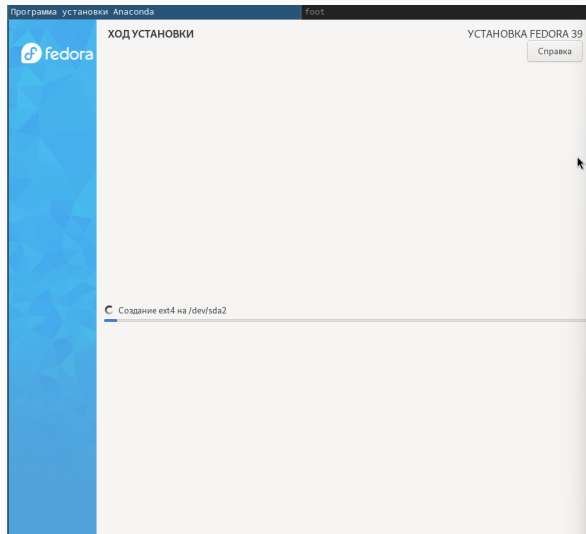 Программа установки Anaconda foot
ХОД УСТАНОВКИ УСТАНОВКА FEDORA 39
fedora Справка
Создание ext4 на /dev/sda2